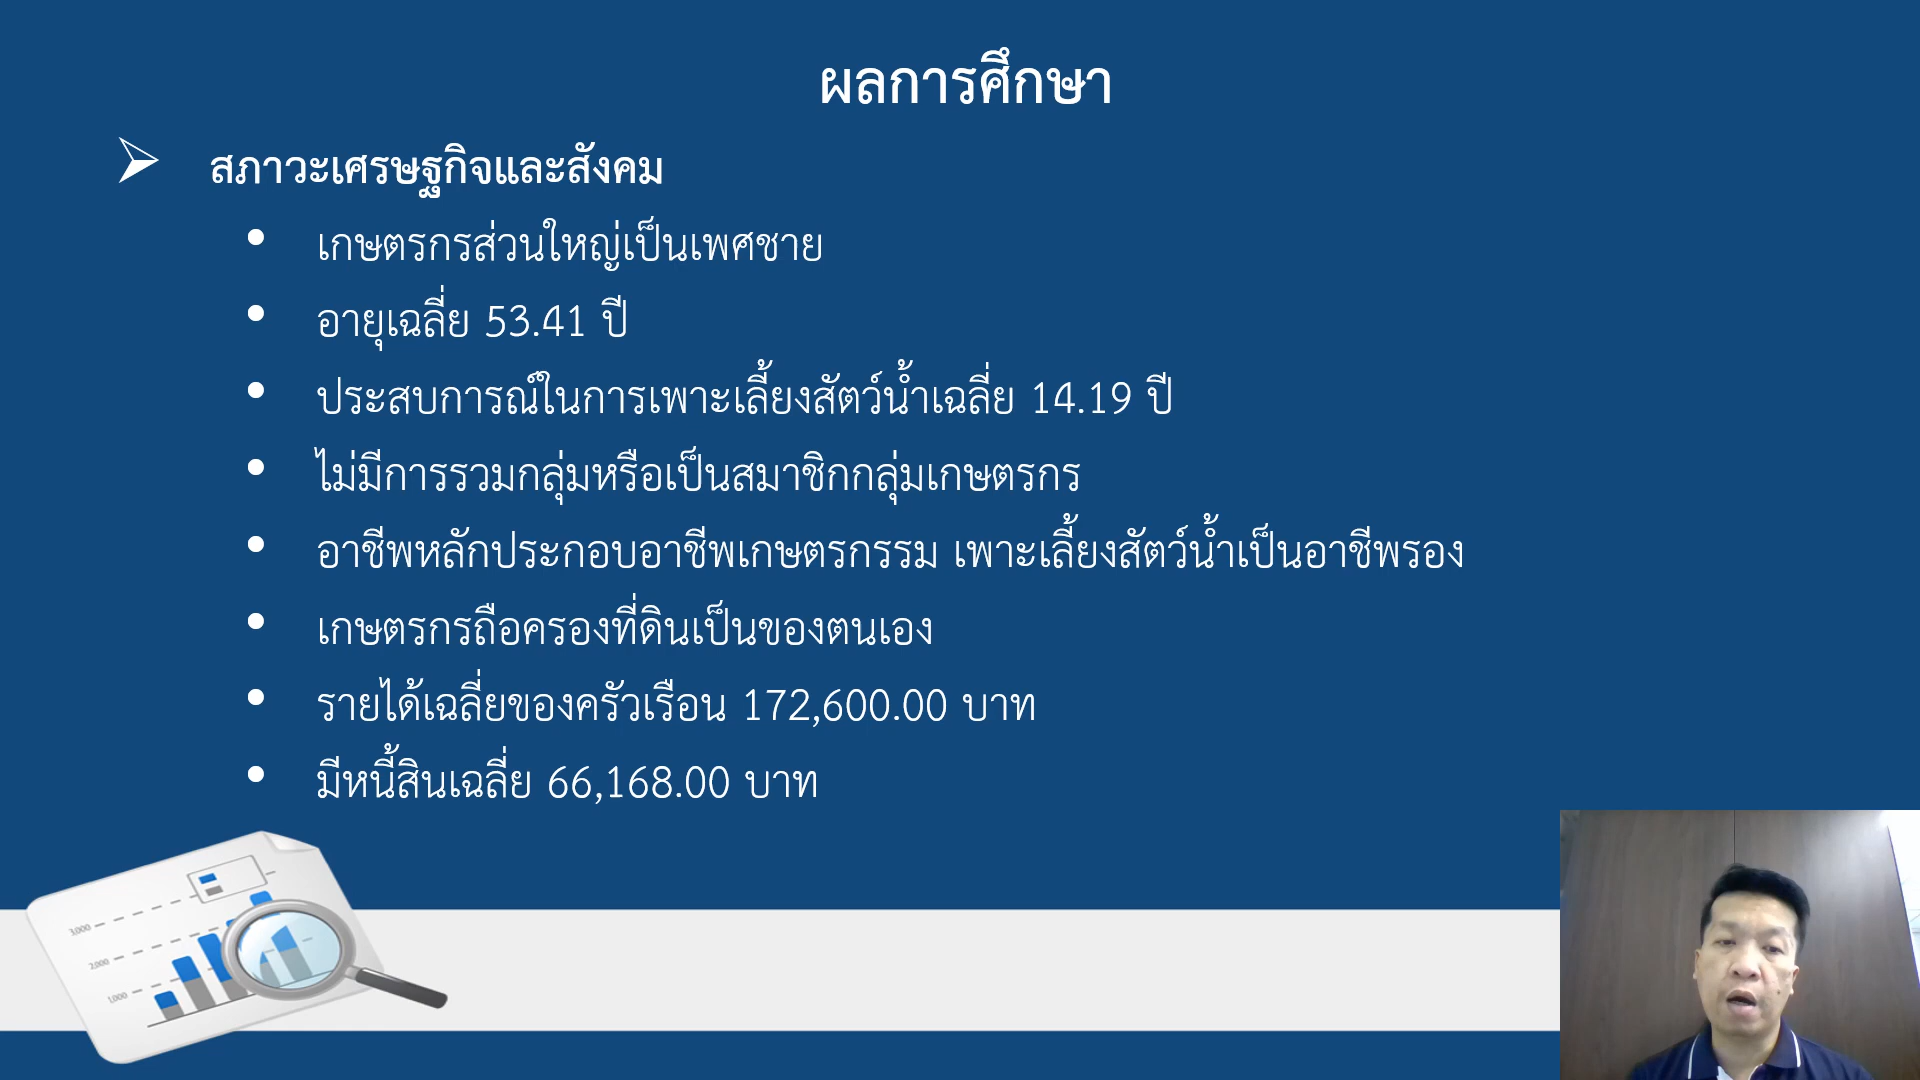 ผลการศึกษา
สภาวะเศรษฐกิจและสังคม
เกษตรกรส่วนใหญ่เป็นเพศชาย
อายุเฉลี่ย 53.41 ปี
ประสบการณ์ในการเพาะเลี้ยงสัตว์น้ำเฉลี่ย 14.19 ปี
ไม่มีการรวมกลุ่มหรือเป็นสมาชิกกลุ่มเกษตรกร
อาชีพหลักประกอบอาชีพเกษตรกรรม เพาะเลี้ยงสัตว์น้ำเป็นอาชีพรอง
เกษตรกรถือครองที่ดินเป็นของตนเอง
รายได้เฉลี่ยของครัวเรือน 172,600.00 บาท
มีหนี้สินเฉลี่ย 66,168.00 บาท
3,000
2,000
1,000